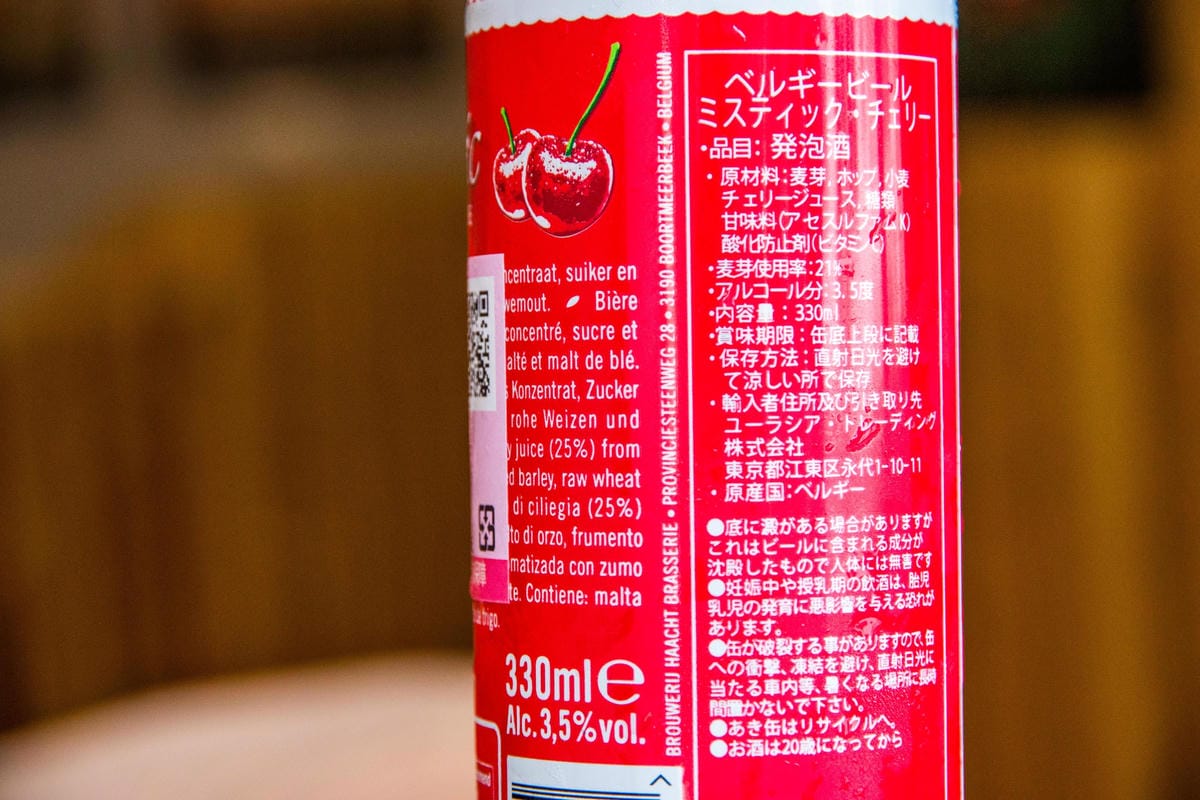 ncentraat, suiker en
wemout. Bière
concentré, sucre et
alté et malt de blé.
Konzentrat, Zucker
rohe Weizen und
y juice (25%) from
ed barley, raw wheat
di ciliegia (25%)
to di orzo, frumento
matizada con zumo
te. Contiene: malta
frigo.
330ml e
Alc. 3,5% vol.
BROUWERIJ HAACHT BRASSERIE • PROVINCIESTEENWEG 28 • 3190 BOORTMEERBEEK • BELGIUM
ベルギービール
ミスティック・チェリー
・品目：発泡酒
・原材料：麦芽，ホップ，小麦
チェリージュース，糖類
甘味料（アセスルファムK）
酸化防止剤（ビタミンC）
・麦芽使用率：21%
・アルコール分：3.5度
・内容量：330ml
・賞味期限：缶底上段に記載
・保存方法：直射日光を避け
て涼しい所で保存
・輸入者住所及び引き取り先
ユーラシア・トレーディング
株式会社
東京都江東区永代1-10-11
・原産国：ベルギー
●底に澱がある場合がありますが
これはビールに含まれる成分が
沈殿したもので人体には無害です
●妊娠中や授乳期の飲酒は、胎児
乳児の発育に悪影響を与える恐れが
あります。
●缶が破裂する事がありますので、缶
への衝撃、凍結を避け、直射日光に
当たる車内等、暑くなる場所に長時
間置かないで下さい。
●あき缶はリサイクルへ。
●お酒は20歳になってから